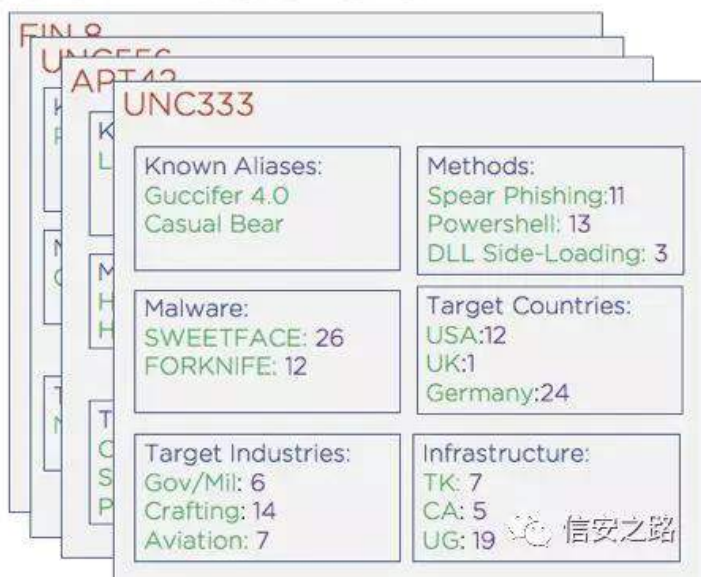 FIN 8
UNC556
APT42
UNC333
Known Aliases:
Guccifer 4.0
Casual Bear
Methods:
Spear Phishing:11
Powershell: 13
DLL Side-Loading: 3
Malware:
SWEETFACE: 26
FORKNIFE: 12
Target Countries:
USA:12
UK:1
Germany:24
Target Industries:
Gov/Mil: 6
Crafting: 14
Aviation: 7
Infrastructure:
TK: 7
CA: 5
UG: 19
信安之路